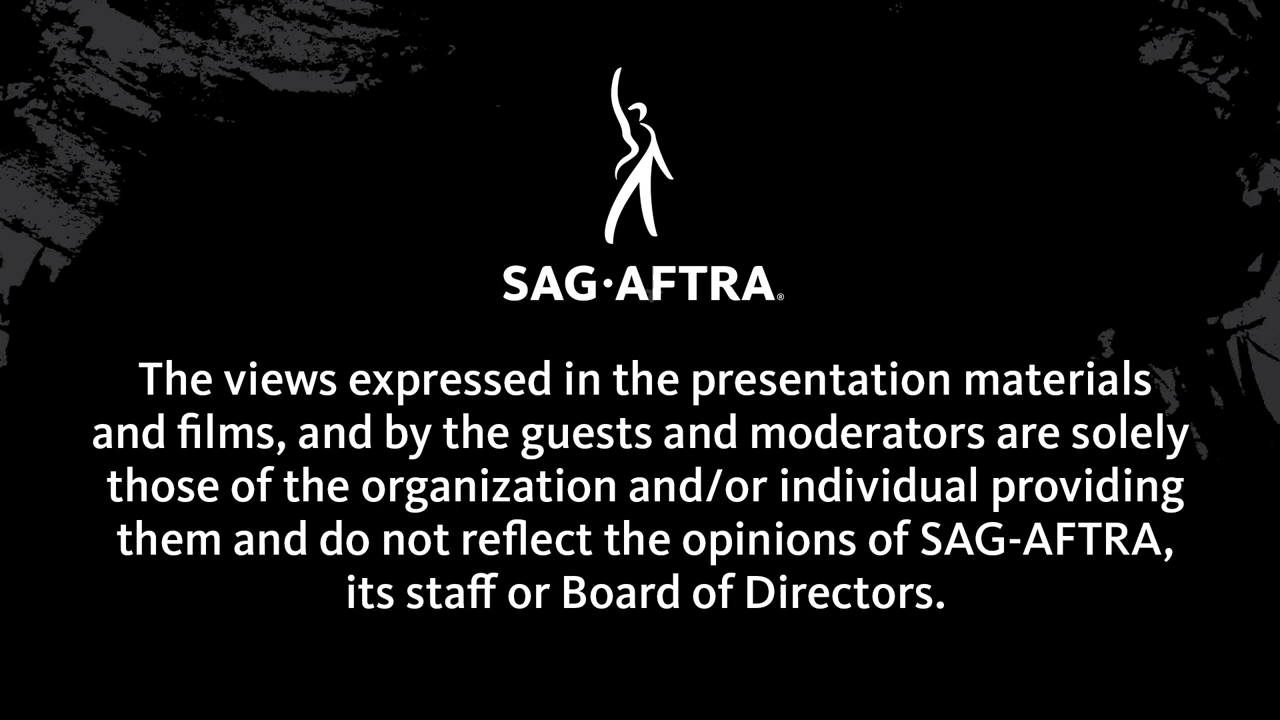 SAG·AFTRA®
The views expressed in the presentation materials
and films, and by the guests and moderators are solely
those of the organization and/or individual providing
them and do not reflect the opinions of SAG-AFTRA,
its staff or Board of Directors.